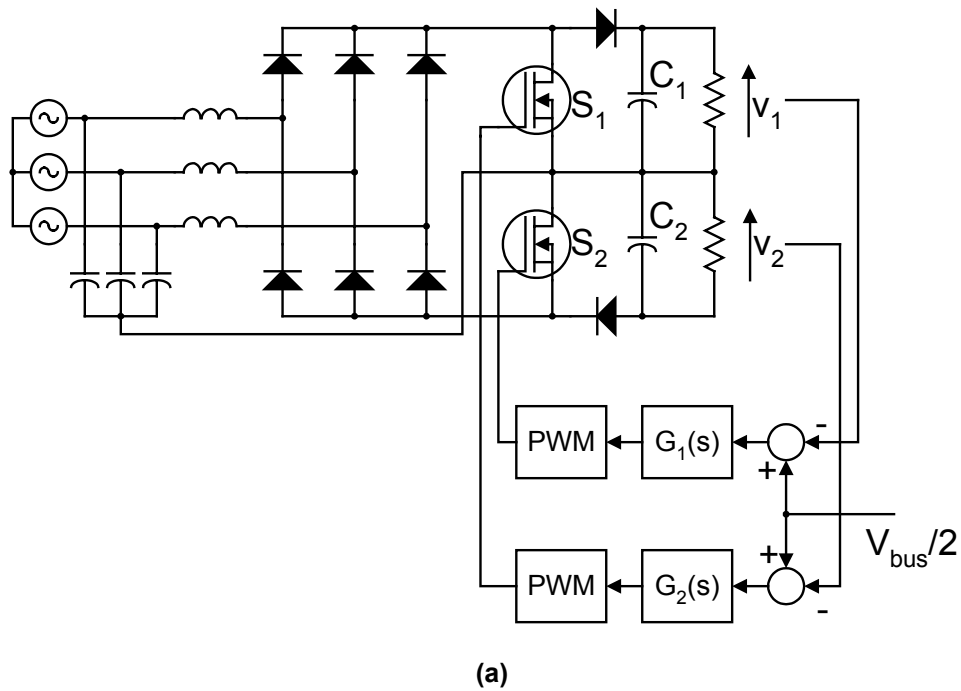 C₁
S₁
v₁
C₂
S₂
v₂
PWM
G₁(s)
-
+
V_bus/2
+
PWM
G₂(s)
-
(a)